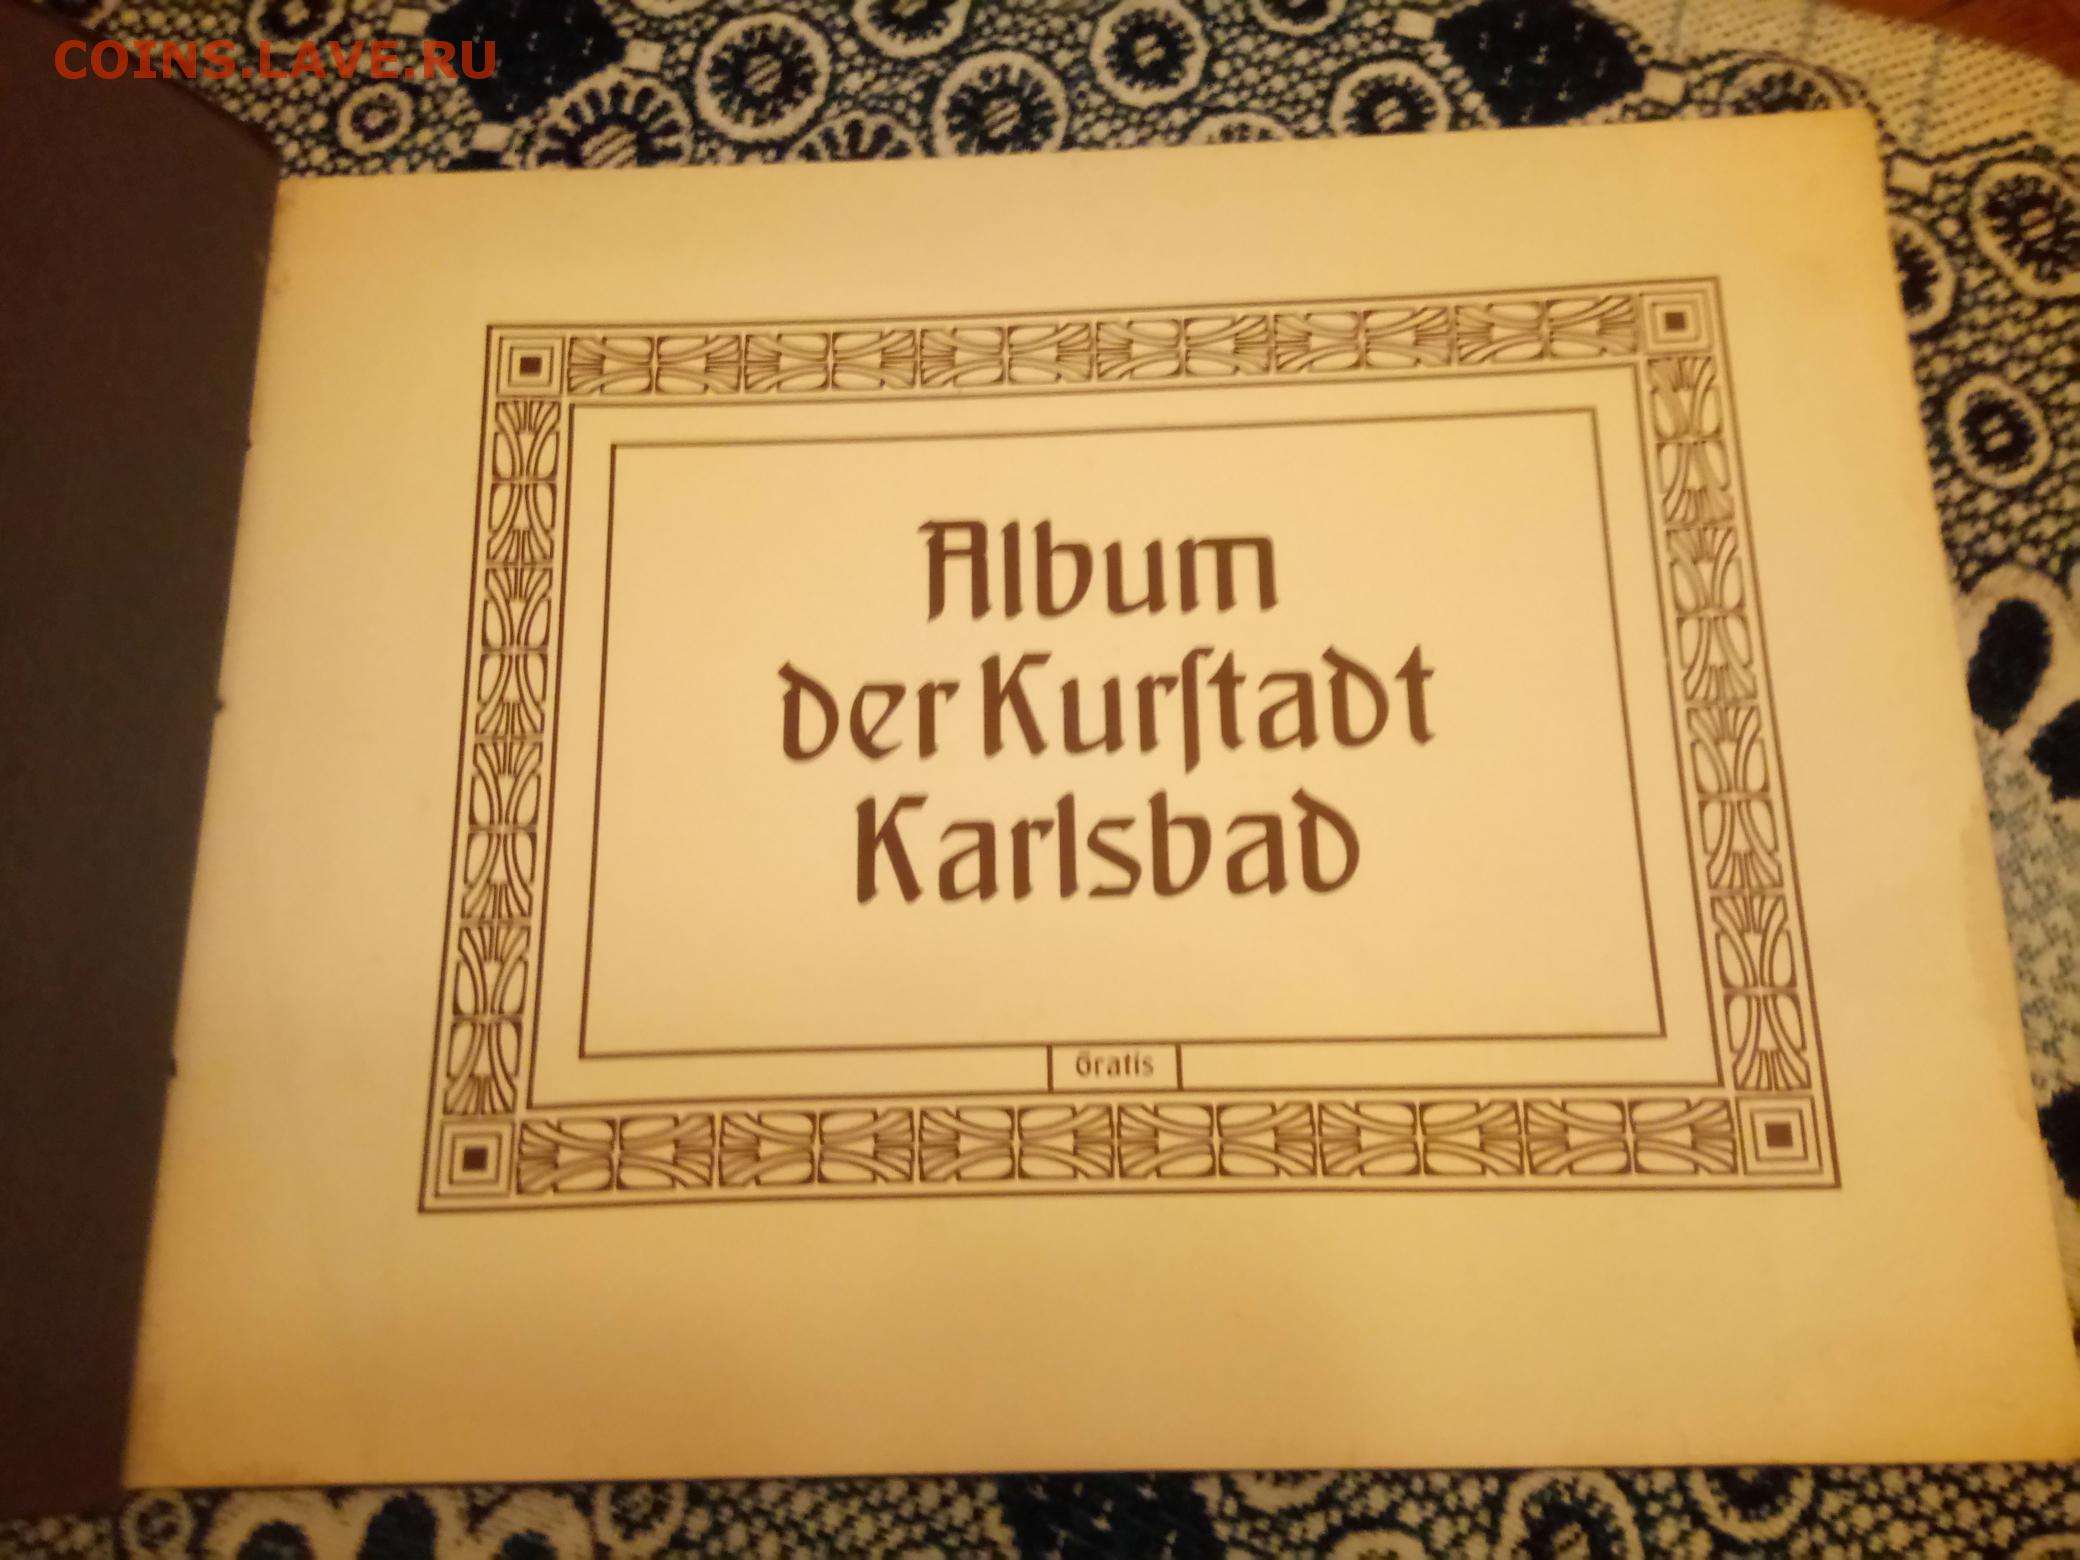 COINS.LAVE.RU
Album
der Kurſtadt
Karlsbad
Gratis